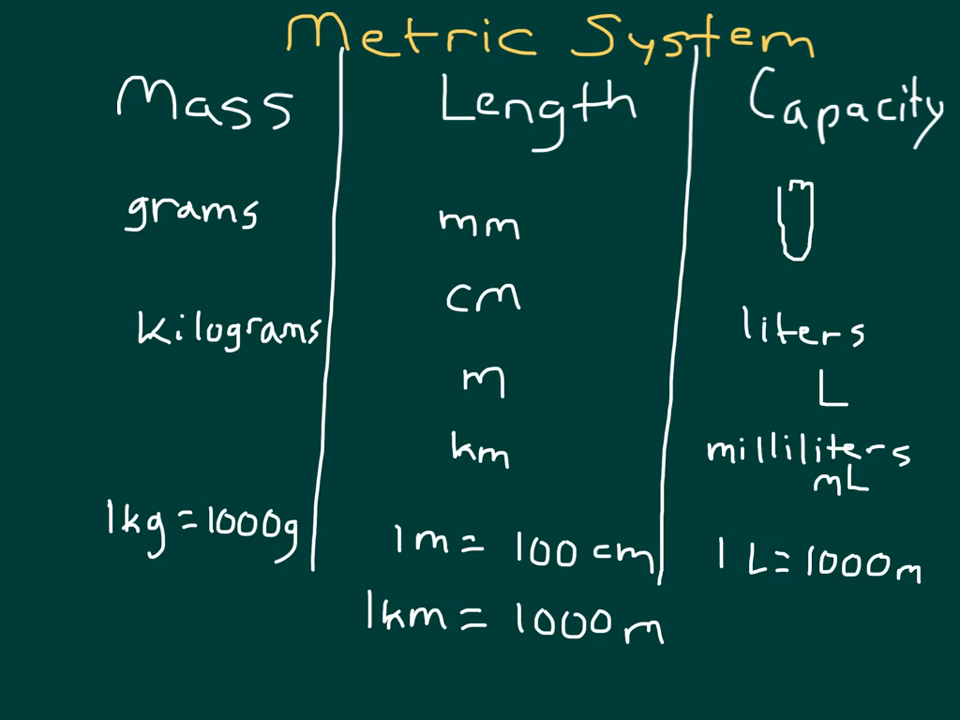 Metric System
Mass
grams
kilograms
1kg = 1000g
Length
mm
cm
m
km
1m = 100 cm
1km = 1000 m
Capacity
liters
L
milliliters
mL
1 L = 1000m